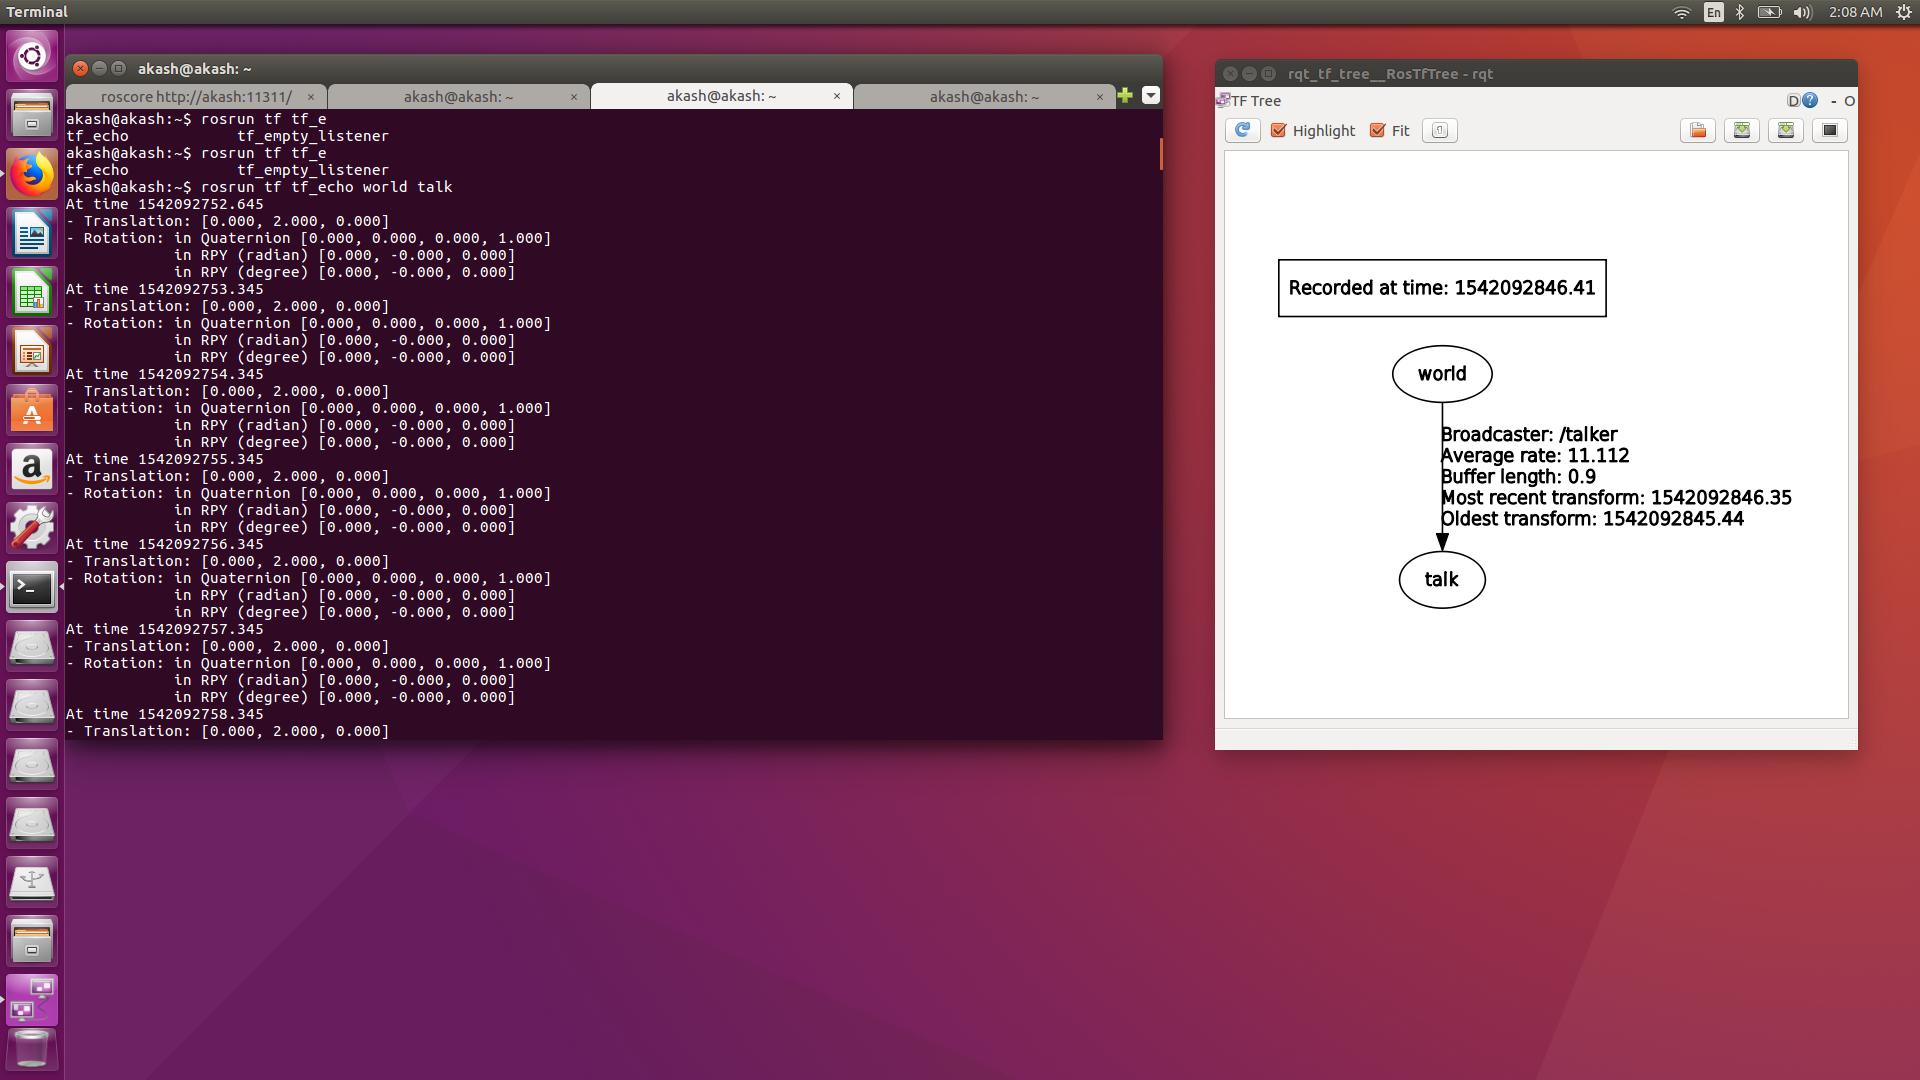 Terminal
En
2:08 AM
akash@akash: ~
roscore http://akash:11311/ ×
akash@akash: ~ ×
akash@akash: ~ ×
akash@akash: ~ ×
akash@akash:~$ rosrun tf tf_e
tf_echo            tf_empty_listener
akash@akash:~$ rosrun tf tf_e
tf_echo            tf_empty_listener
akash@akash:~$ rosrun tf tf_echo world talk
At time 1542092752.645
- Translation: [0.000, 2.000, 0.000]
- Rotation: in Quaternion [0.000, 0.000, 0.000, 1.000]
            in RPY (radian) [0.000, -0.000, 0.000]
            in RPY (degree) [0.000, -0.000, 0.000]
At time 1542092753.345
- Translation: [0.000, 2.000, 0.000]
- Rotation: in Quaternion [0.000, 0.000, 0.000, 1.000]
            in RPY (radian) [0.000, -0.000, 0.000]
            in RPY (degree) [0.000, -0.000, 0.000]
At time 1542092754.345
- Translation: [0.000, 2.000, 0.000]
- Rotation: in Quaternion [0.000, 0.000, 0.000, 1.000]
            in RPY (radian) [0.000, -0.000, 0.000]
            in RPY (degree) [0.000, -0.000, 0.000]
At time 1542092755.345
- Translation: [0.000, 2.000, 0.000]
- Rotation: in Quaternion [0.000, 0.000, 0.000, 1.000]
            in RPY (radian) [0.000, -0.000, 0.000]
            in RPY (degree) [0.000, -0.000, 0.000]
At time 1542092756.345
- Translation: [0.000, 2.000, 0.000]
- Rotation: in Quaternion [0.000, 0.000, 0.000, 1.000]
            in RPY (radian) [0.000, -0.000, 0.000]
            in RPY (degree) [0.000, -0.000, 0.000]
At time 1542092757.345
- Translation: [0.000, 2.000, 0.000]
- Rotation: in Quaternion [0.000, 0.000, 0.000, 1.000]
            in RPY (radian) [0.000, -0.000, 0.000]
            in RPY (degree) [0.000, -0.000, 0.000]
At time 1542092758.345
- Translation: [0.000, 2.000, 0.000]
rqt_tf_tree__RosTfTree - rqt
TF Tree
D ? - O
Highlight
Fit
Recorded at time: 1542092846.41
world
Broadcaster: /talker
Average rate: 11.112
Buffer length: 0.9
Most recent transform: 1542092846.35
Oldest transform: 1542092845.44
talk